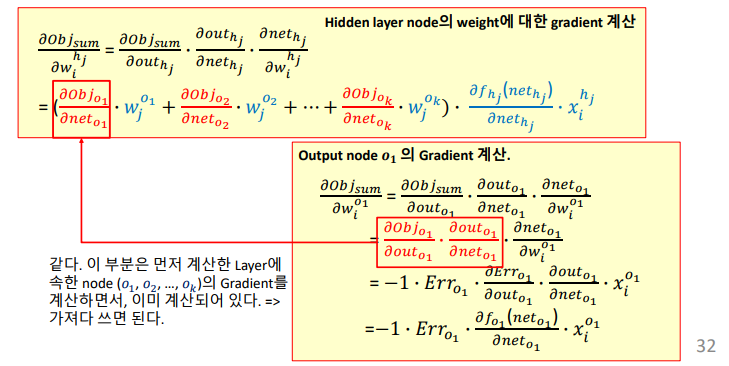 Hidden layer node의 weight에 대한 gradient 계산
$\frac{\partial Obj_{sum}}{\partial w_i^{h_j}} = \frac{\partial Obj_{sum}}{\partial out_{h_j}} \cdot \frac{\partial out_{h_j}}{\partial net_{h_j}} \cdot \frac{\partial net_{h_j}}{\partial w_i^{h_j}}$
$= (\frac{\partial Obj_{o_1}}{\partial net_{o_1}} \cdot w_j^{o_1} + \frac{\partial Obj_{o_2}}{\partial net_{o_2}} \cdot w_j^{o_2} + \cdots + \frac{\partial Obj_{o_k}}{\partial net_{o_k}} \cdot w_j^{o_k}) \cdot \frac{\partial f_{h_j}(net_{h_j})}{\partial net_{h_j}} \cdot x_i^{h_j}$
Output node $o_1$ 의 Gradient 계산.
$\frac{\partial Obj_{sum}}{\partial w_i^{o_1}} = \frac{\partial Obj_{sum}}{\partial out_{o_1}} \cdot \frac{\partial out_{o_1}}{\partial net_{o_1}} \cdot \frac{\partial net_{o_1}}{\partial w_i^{o_1}}$
$= \frac{\partial Obj_{o_1}}{\partial out_{o_1}} \cdot \frac{\partial out_{o_1}}{\partial net_{o_1}} \cdot \frac{\partial net_{o_1}}{\partial w_i^{o_1}}$
$= -1 \cdot Err_{o_1} \cdot \frac{\partial Err_{o_1}}{\partial out_{o_1}} \cdot \frac{\partial out_{o_1}}{\partial net_{o_1}} \cdot x_i^{o_1}$
$= -1 \cdot Err_{o_1} \cdot \frac{\partial f_{o_1}(net_{o_1})}{\partial net_{o_1}} \cdot x_i^{o_1}$
같다. 이 부분은 먼저 계산한 Layer에
속한 node ($o_1$, $o_2$, ..., $o_k$)의 Gradient를
계산하면서, 이미 계산되어 있다. =>
가져다 쓰면 된다.
32